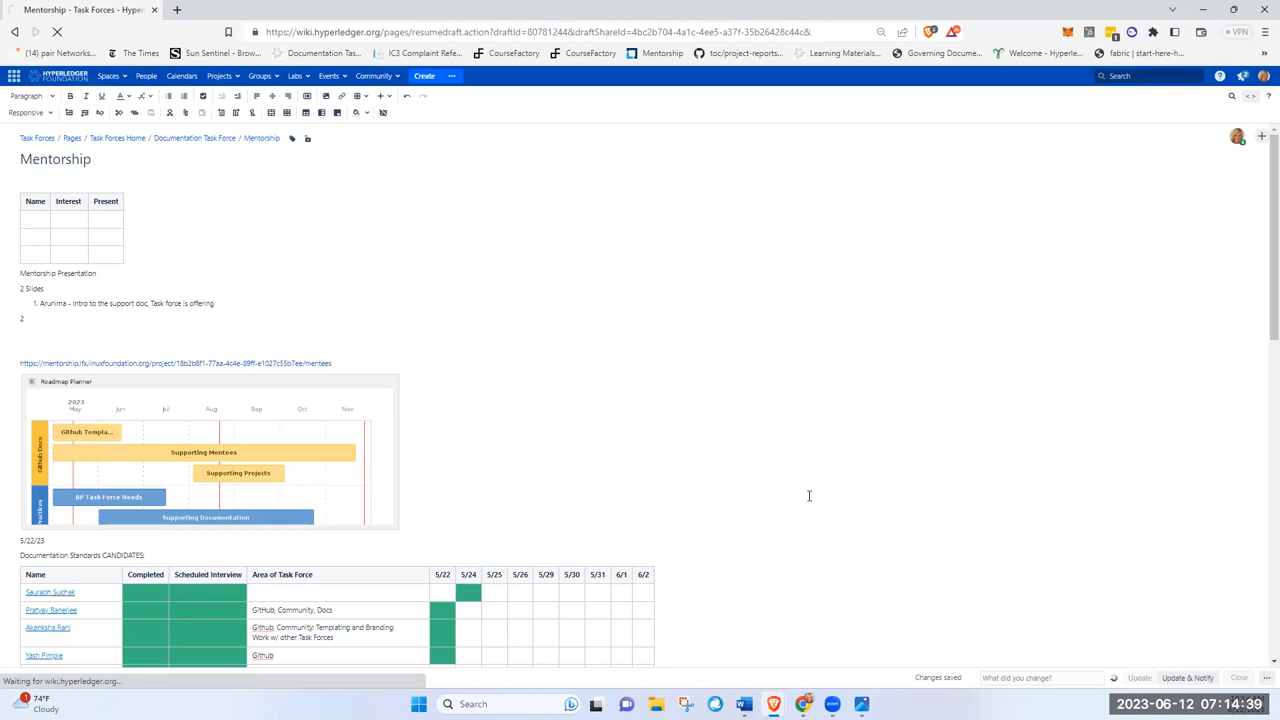 Mentorship - Task Forces - Hyper
https://wiki.hyperledger.org/pages/resumedraft.action?draftId=80781244&draftShareId=4bc2b704-a1c-4ee5-a37f-35b26428c44c&
VPN
(14) pair Networks...
The Times
Sun Sentinel - Brow...
Documentation Tas...
IC3 Complaint Refe...
CourseFactory
CourseFactory
Mentorship
toc/project-reports...
Learning Materials...
Governing Docume...
Welcome - Hyperle...
fabric | start-here-h...
HYPERLEDGER FOUNDATION
Spaces
People
Calendars
Projects
Groups
Labs
Events
Community
Create
Search
Paragraph
Responsive
Task Forces / Pages / Task Forces Home / Documentation Task Force / Mentorship
Mentorship
Name Interest Present
Mentorship Presentation
2 Slides
1. Arunima - Intro to the support doc, Task force is offering
2
https://mentorship.lfx.linuxfoundation.org/project/18b2b8f1-77aa-4c4e-89ff-e1027c55b7ee/mentees
Roadmap Planner
2023
May Jun Jul Aug Sep Oct Nov
Github Docs
Github Templa...
Supporting Mentees
Supporting Projects
BP Task Force Needs
Supporting Documentation
5/22/23
Documentation Standards CANDIDATES:
Name Completed Scheduled Interview Area of Task Force 5/22 5/24 5/25 5/26 5/29 5/30 5/31 6/1 6/2
Saurabh Suchak
Pratyay Banerjee GitHub, Community, Docs
Akanksha Rani Github, Community: Templating and Branding
Work w/ other Task Forces
Yash Pimple Github
Waiting for wiki.hyperledger.org...
Changes saved
What did you change?
Update
Update & Notify
Close
1
74°F
Cloudy
Search
2023-06-12 07:14:39